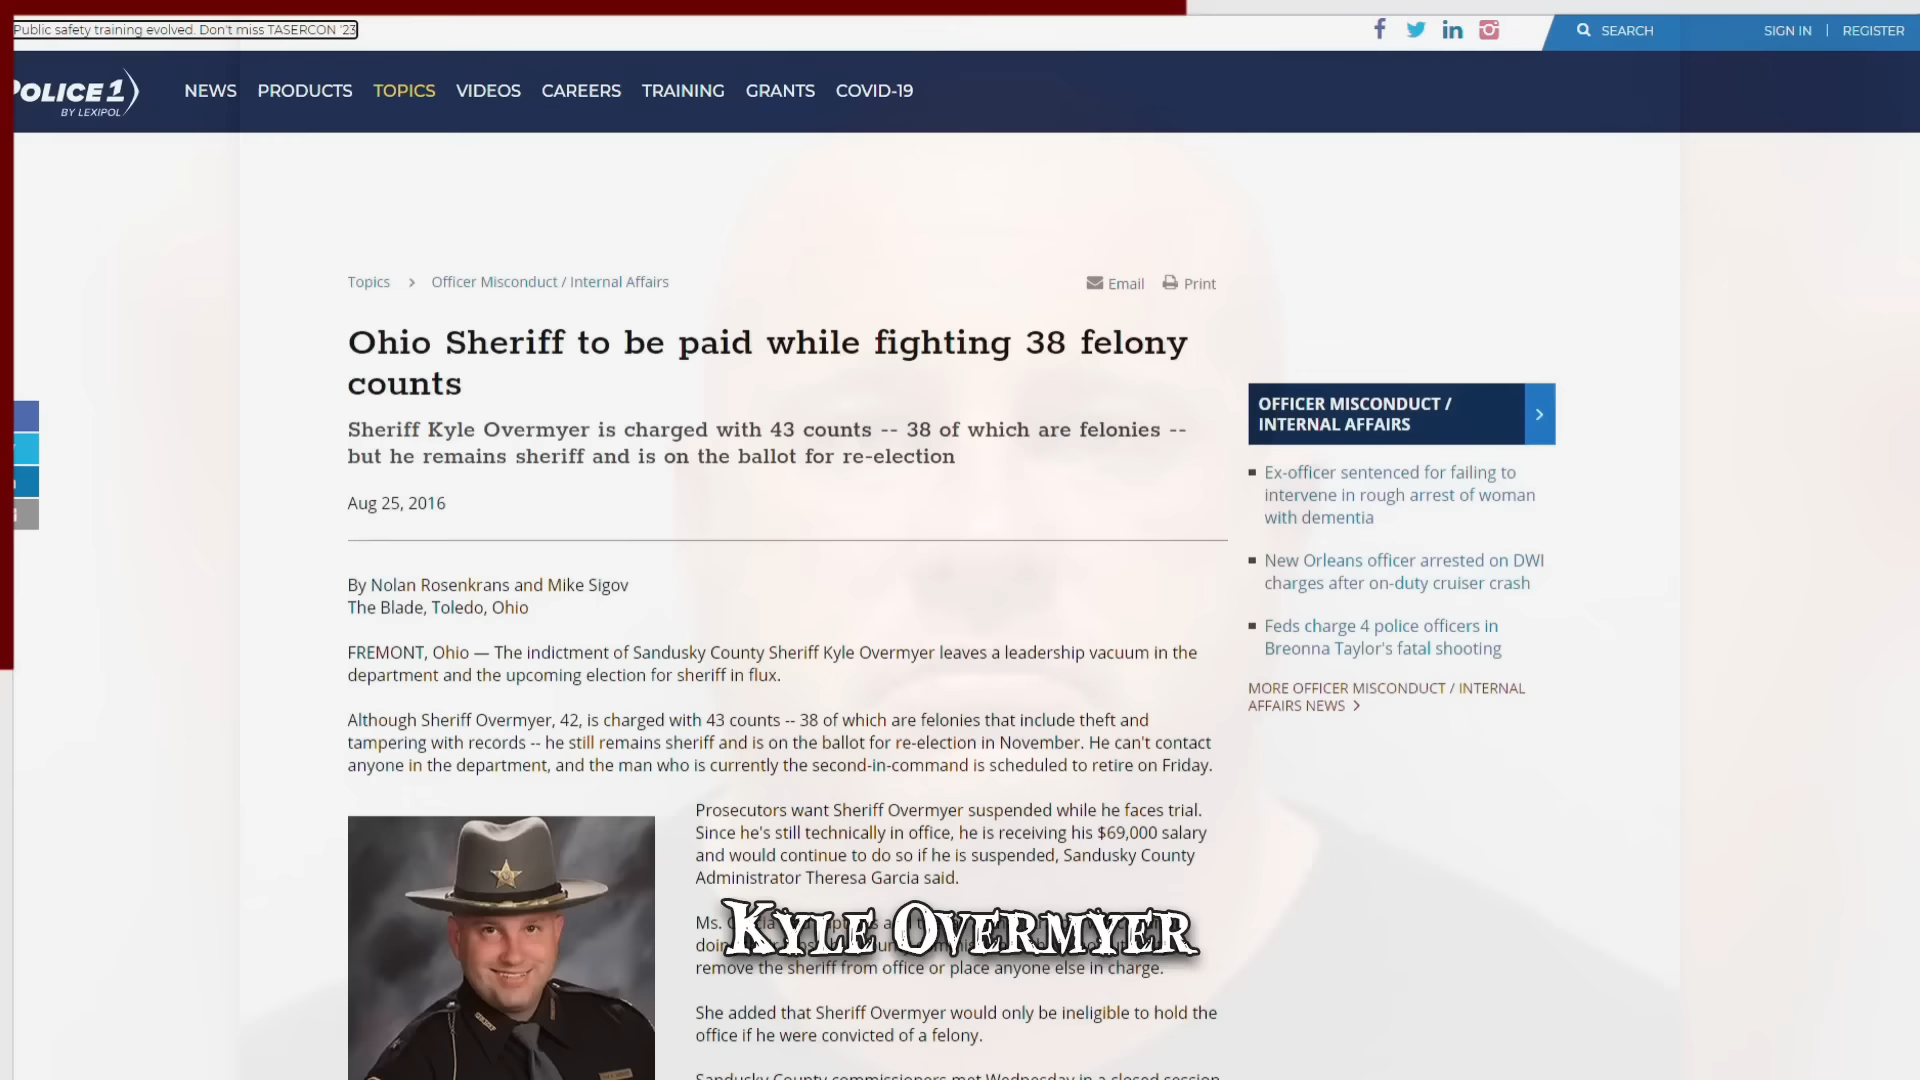 Public safety training evolved. Don't miss TASERCON '23
SEARCH
SIGN IN | REGISTER
POLICE1
BY LEXIPOL
NEWS PRODUCTS TOPICS VIDEOS CAREERS TRAINING GRANTS COVID-19
Topics > Officer Misconduct / Internal Affairs
Email Print
Ohio Sheriff to be paid while fighting 38 felony
counts
Sheriff Kyle Overmyer is charged with 43 counts -- 38 of which are felonies --
but he remains sheriff and is on the ballot for re-election
Aug 25, 2016
By Nolan Rosenkrans and Mike Sigov
The Blade, Toledo, Ohio
FREMONT, Ohio — The indictment of Sandusky County Sheriff Kyle Overmyer leaves a leadership vacuum in the
department and the upcoming election for sheriff in flux.
Although Sheriff Overmyer, 42, is charged with 43 counts -- 38 of which are felonies that include theft and
tampering with records -- he still remains sheriff and is on the ballot for re-election in November. He can't contact
anyone in the department, and the man who is currently the second-in-command is scheduled to retire on Friday.
Prosecutors want Sheriff Overmyer suspended while he faces trial.
Since he's still technically in office, he is receiving his $69,000 salary
and would continue to do so if he is suspended, Sandusky County
Administrator Theresa Garcia said.
Ms.
KYLE OVERMYER
remove the sheriff from office or place anyone else in charge.
She added that Sheriff Overmyer would only be ineligible to hold the
office if he were convicted of a felony.
Sandusky County commissioners met Wednesday in a closed session
OFFICER MISCONDUCT /
INTERNAL AFFAIRS
Ex-officer sentenced for failing to
intervene in rough arrest of woman
with dementia
New Orleans officer arrested on DWI
charges after on-duty cruiser crash
Feds charge 4 police officers in
Breonna Taylor's fatal shooting
MORE OFFICER MISCONDUCT / INTERNAL
AFFAIRS NEWS >